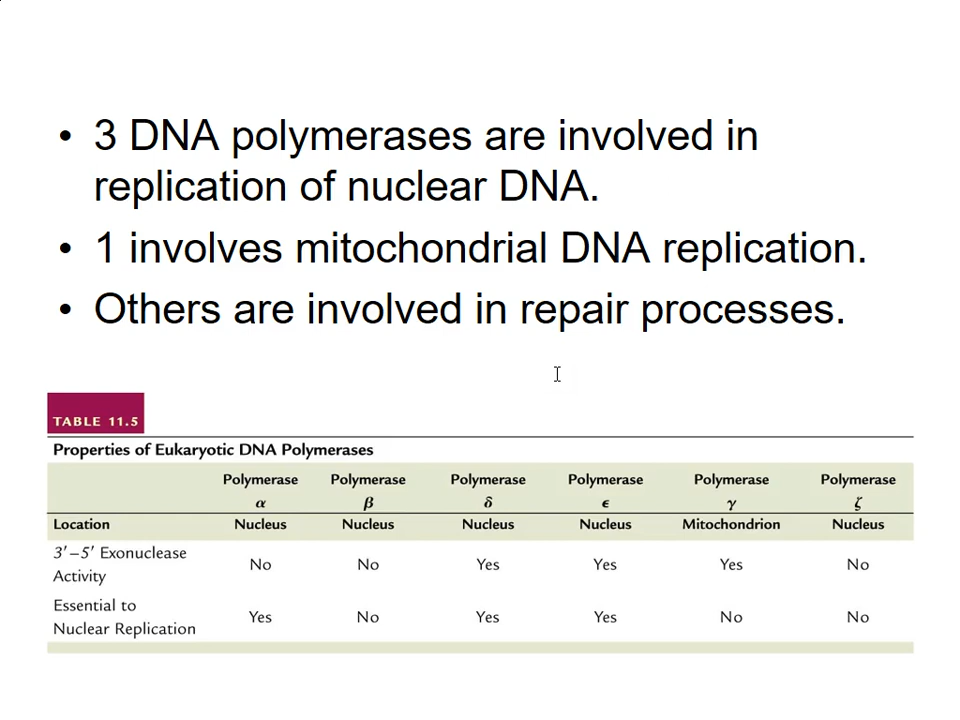 • 3 DNA polymerases are involved in
replication of nuclear DNA.
• 1 involves mitochondrial DNA replication.
• Others are involved in repair processes.
TABLE 11.5
Properties of Eukaryotic DNA Polymerases
Polymerase Polymerase Polymerase Polymerase Polymerase Polymerase
α β δ ϵ γ ζ
Location Nucleus Nucleus Nucleus Nucleus Mitochondrion Nucleus
3′–5′ Exonuclease
Activity No No Yes Yes Yes No
Essential to
Nuclear Replication Yes No Yes Yes No No